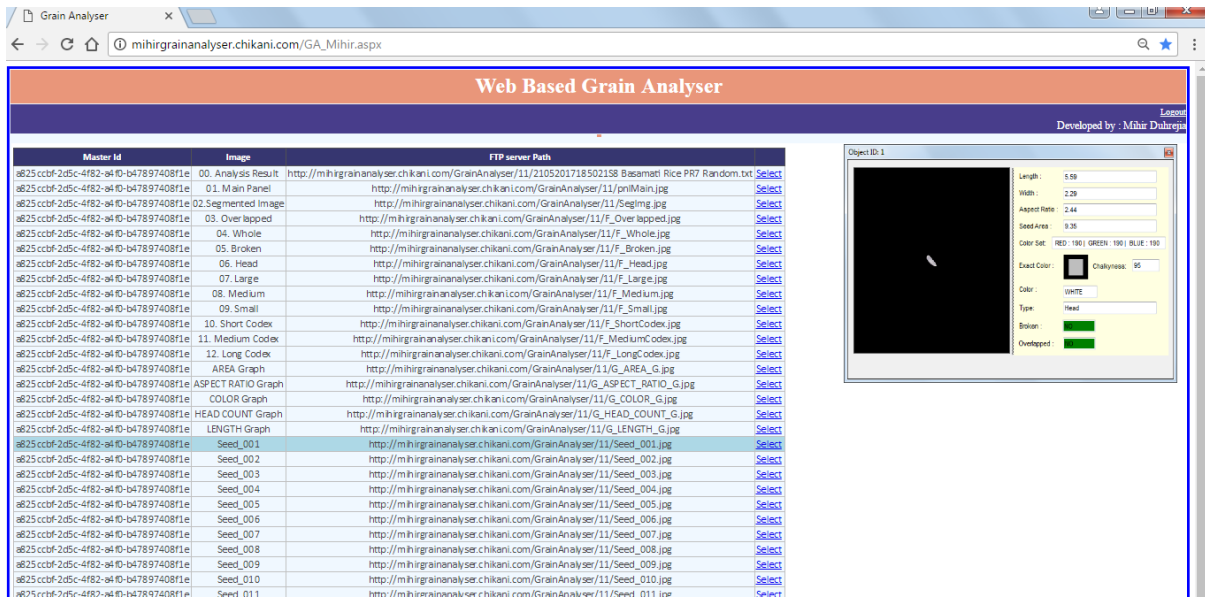 Grain Analyser
mihirgrainanalyser.chikani.com/GA_Mihir.aspx
Web Based Grain Analyser
Logout
Developed by : Mihir Duhrejia
Master Id Image FTP server Path
a825ccbf-2d5c-4f82-a4f0-b47897408f1e 00. Analysis Result http://mihirgrainanalyser.chikani.com/GrainAnalyser/11/21052017185021S8 Basamati Rice PR7 Random.txt Select
a825ccbf-2d5c-4f82-a4f0-b47897408f1e 01. Main Panel http://mihirgrainanalyser.chikani.com/GrainAnalyser/11/pnlMain.jpg Select
a825ccbf-2d5c-4f82-a4f0-b47897408f1e 02.Segmented Image http://mihirgrainanalyser.chikani.com/GrainAnalyser/11/SegImg.jpg Select
a825ccbf-2d5c-4f82-a4f0-b47897408f1e 03. Overlapped http://mihirgrainanalyser.chikani.com/GrainAnalyser/11/F_Overlapped.jpg Select
a825ccbf-2d5c-4f82-a4f0-b47897408f1e 04. Whole http://mihirgrainanalyser.chikani.com/GrainAnalyser/11/F_Whole.jpg Select
a825ccbf-2d5c-4f82-a4f0-b47897408f1e 05. Broken http://mihirgrainanalyser.chikani.com/GrainAnalyser/11/F_Broken.jpg Select
a825ccbf-2d5c-4f82-a4f0-b47897408f1e 06. Head http://mihirgrainanalyser.chikani.com/GrainAnalyser/11/F_Head.jpg Select
a825ccbf-2d5c-4f82-a4f0-b47897408f1e 07. Large http://mihirgrainanalyser.chikani.com/GrainAnalyser/11/F_Large.jpg Select
a825ccbf-2d5c-4f82-a4f0-b47897408f1e 08. Medium http://mihirgrainanalyser.chikani.com/GrainAnalyser/11/F_Medium.jpg Select
a825ccbf-2d5c-4f82-a4f0-b47897408f1e 09. Small http://mihirgrainanalyser.chikani.com/GrainAnalyser/11/F_Small.jpg Select
a825ccbf-2d5c-4f82-a4f0-b47897408f1e 10. Short Codex http://mihirgrainanalyser.chikani.com/GrainAnalyser/11/F_ShortCodex.jpg Select
a825ccbf-2d5c-4f82-a4f0-b47897408f1e 11. Medium Codex http://mihirgrainanalyser.chikani.com/GrainAnalyser/11/F_MediumCodex.jpg Select
a825ccbf-2d5c-4f82-a4f0-b47897408f1e 12. Long Codex http://mihirgrainanalyser.chikani.com/GrainAnalyser/11/F_LongCodex.jpg Select
a825ccbf-2d5c-4f82-a4f0-b47897408f1e AREA Graph http://mihirgrainanalyser.chikani.com/GrainAnalyser/11/G_AREA_G.jpg Select
a825ccbf-2d5c-4f82-a4f0-b47897408f1e ASPECT RATIO Graph http://mihirgrainanalyser.chikani.com/GrainAnalyser/11/G_ASPECT_RATIO_G.jpg Select
a825ccbf-2d5c-4f82-a4f0-b47897408f1e COLOR Graph http://mihirgrainanalyser.chikani.com/GrainAnalyser/11/G_COLOR_G.jpg Select
a825ccbf-2d5c-4f82-a4f0-b47897408f1e HEAD COUNT Graph http://mihirgrainanalyser.chikani.com/GrainAnalyser/11/G_HEAD_COUNT_G.jpg Select
a825ccbf-2d5c-4f82-a4f0-b47897408f1e LENGTH Graph http://mihirgrainanalyser.chikani.com/GrainAnalyser/11/G_LENGTH_G.jpg Select
a825ccbf-2d5c-4f82-a4f0-b47897408f1e Seed_001 http://mihirgrainanalyser.chikani.com/GrainAnalyser/11/Seed_001.jpg Select
a825ccbf-2d5c-4f82-a4f0-b47897408f1e Seed_002 http://mihirgrainanalyser.chikani.com/GrainAnalyser/11/Seed_002.jpg Select
a825ccbf-2d5c-4f82-a4f0-b47897408f1e Seed_003 http://mihirgrainanalyser.chikani.com/GrainAnalyser/11/Seed_003.jpg Select
a825ccbf-2d5c-4f82-a4f0-b47897408f1e Seed_004 http://mihirgrainanalyser.chikani.com/GrainAnalyser/11/Seed_004.jpg Select
a825ccbf-2d5c-4f82-a4f0-b47897408f1e Seed_005 http://mihirgrainanalyser.chikani.com/GrainAnalyser/11/Seed_005.jpg Select
a825ccbf-2d5c-4f82-a4f0-b47897408f1e Seed_006 http://mihirgrainanalyser.chikani.com/GrainAnalyser/11/Seed_006.jpg Select
a825ccbf-2d5c-4f82-a4f0-b47897408f1e Seed_007 http://mihirgrainanalyser.chikani.com/GrainAnalyser/11/Seed_007.jpg Select
a825ccbf-2d5c-4f82-a4f0-b47897408f1e Seed_008 http://mihirgrainanalyser.chikani.com/GrainAnalyser/11/Seed_008.jpg Select
a825ccbf-2d5c-4f82-a4f0-b47897408f1e Seed_009 http://mihirgrainanalyser.chikani.com/GrainAnalyser/11/Seed_009.jpg Select
a825ccbf-2d5c-4f82-a4f0-b47897408f1e Seed_010 http://mihirgrainanalyser.chikani.com/GrainAnalyser/11/Seed_010.jpg Select
a825ccbf-2d5c-4f82-a4f0-b47897408f1e Seed_011 http://mihirgrainanalyser.chikani.com/GrainAnalyser/11/Seed_011.jpg Select
Object ID: 1
Length : 5.59
Width : 2.29
Aspect Ratio : 2.44
Seed Area : 9.35
Color Set: RED : 190 | GREEN : 190 | BLUE : 190
Exact Color : Chalkyness: 95
Color : WHITE
Type: Head
Broken : NO
Overlapped : NO